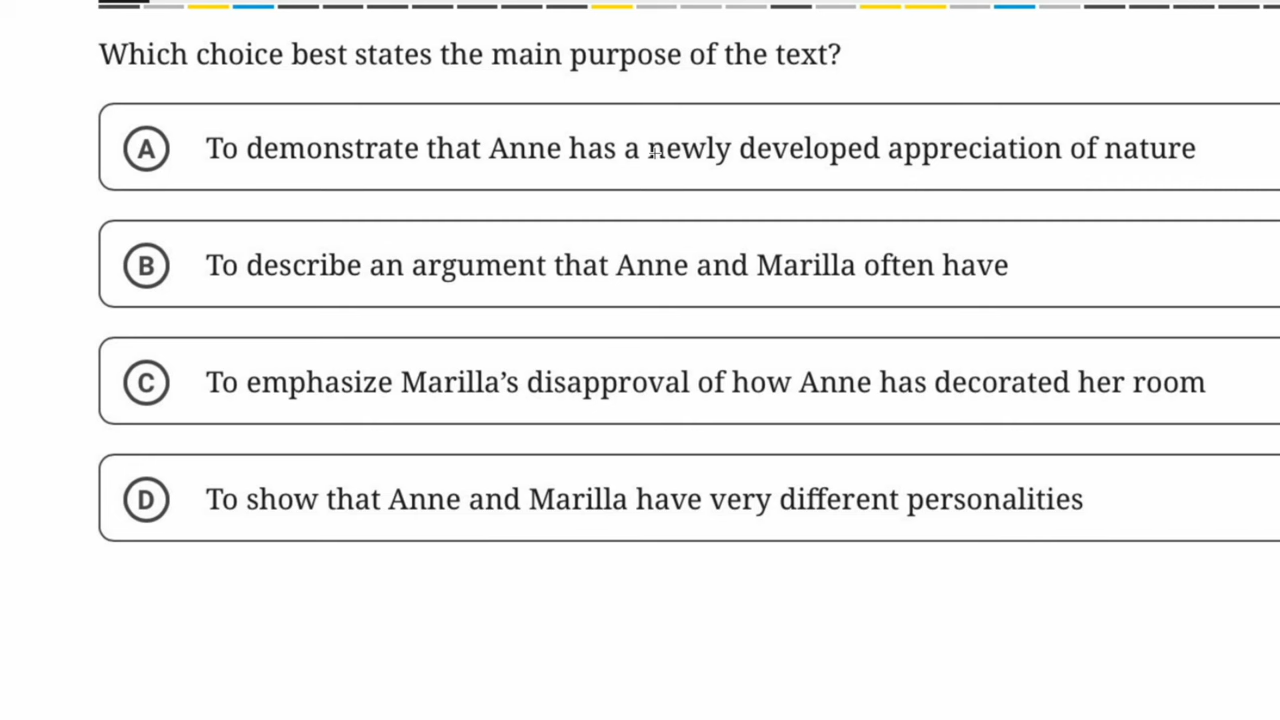 Which choice best states the main purpose of the text?
A To demonstrate that Anne has a newly developed appreciation of nature
B To describe an argument that Anne and Marilla often have
C To emphasize Marilla’s disapproval of how Anne has decorated her room
D To show that Anne and Marilla have very different personalities